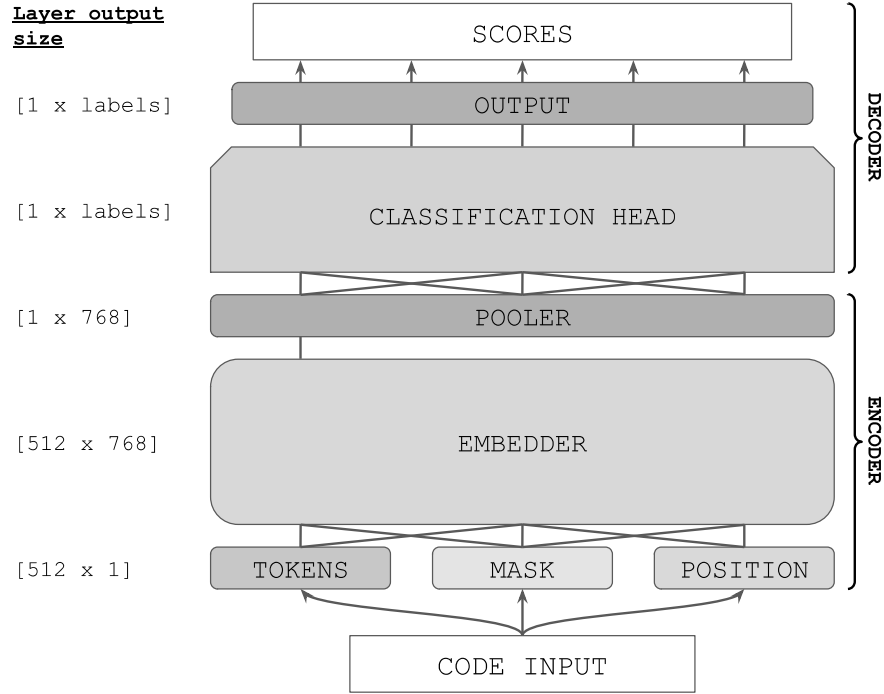 Layer output
size
SCORES
[1 x labels]
OUTPUT
DECODER
[1 x labels]
CLASSIFICATION HEAD
[1 x 768]
POOLER
[512 x 768]
EMBEDDER
ENCODER
[512 x 1]
TOKENS
MASK
POSITION
CODE INPUT